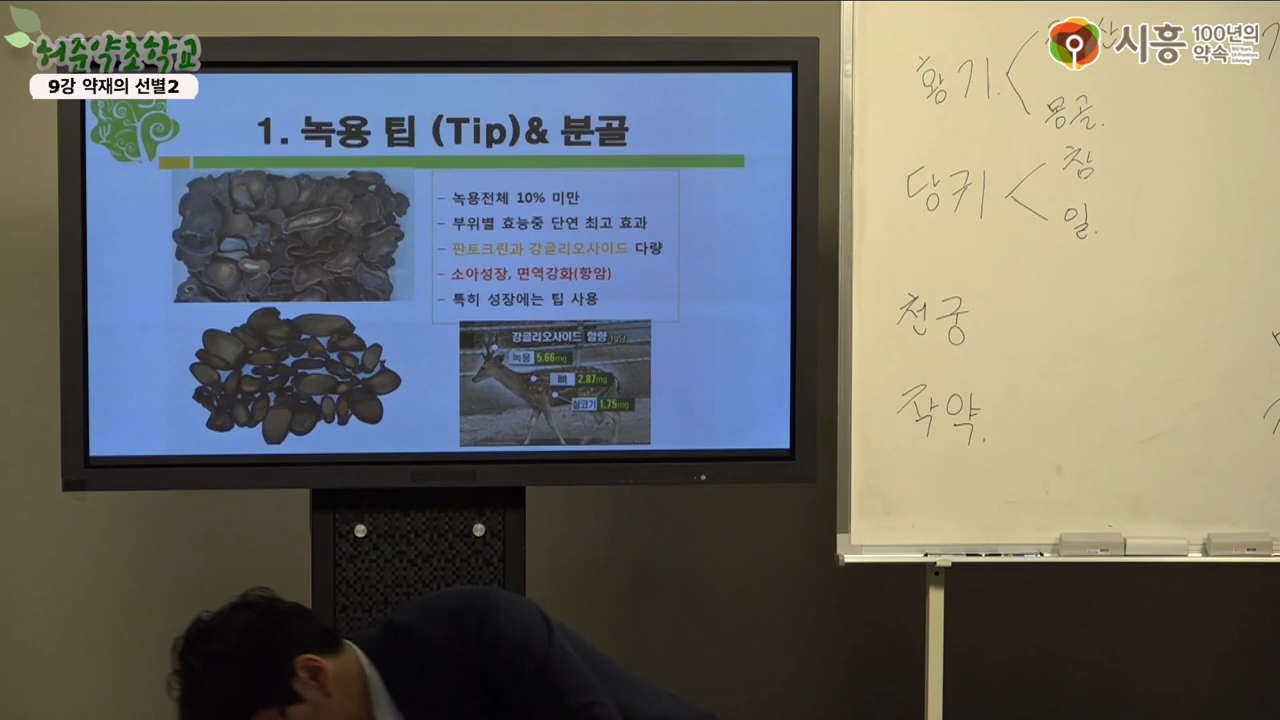 허준약초학교
9강 약재의 선별2
시흥
100년의
약속
1. 녹용 팁 (Tip)& 분골
- 녹용전체 10% 미만
- 부위별 효능중 단연 최고 효과
- 판토크린과 강글리오사이드 다량
- 소아성장, 면역강화(항암)
- 특히 성장에는 팁 사용
강글리오사이드 함량 1g당
녹용 5.66mg
뼈 2.87mg
살코기 1.75mg
황기
몽골.
당귀
참
일.
천궁
작약.